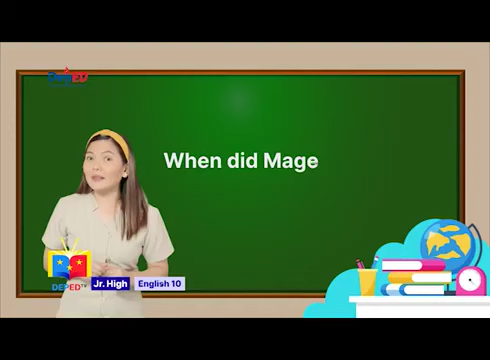 DepED
When did Mage
DEPED TV
Jr. High
English 10